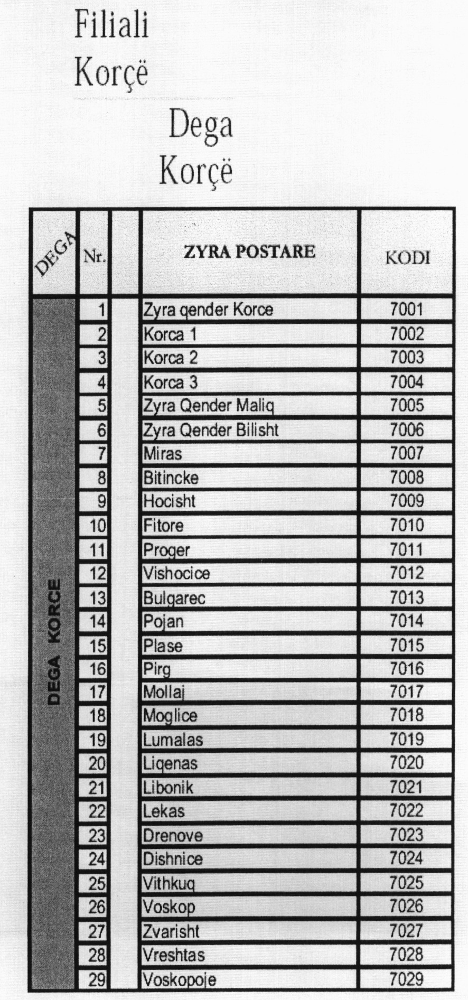 Filiali
Korçë
Dega
Korçë
DEGA Nr. ZYRA POSTARE KODI
DEGA KORCE
1 Zyra qender Korce 7001
2 Korca 1 7002
3 Korca 2 7003
4 Korca 3 7004
5 Zyra Qender Maliq 7005
6 Zyra Qender Bilisht 7006
7 Miras 7007
8 Bitincke 7008
9 Hocisht 7009
10 Fitore 7010
11 Proger 7011
12 Vishocice 7012
13 Bulgarec 7013
14 Pojan 7014
15 Plase 7015
16 Pirg 7016
17 Mollaj 7017
18 Moglice 7018
19 Lumalas 7019
20 Liqenas 7020
21 Libonik 7021
22 Lekas 7022
23 Drenove 7023
24 Dishnice 7024
25 Vithkuq 7025
26 Voskop 7026
27 Zvarisht 7027
28 Vreshtas 7028
29 Voskopoje 7029